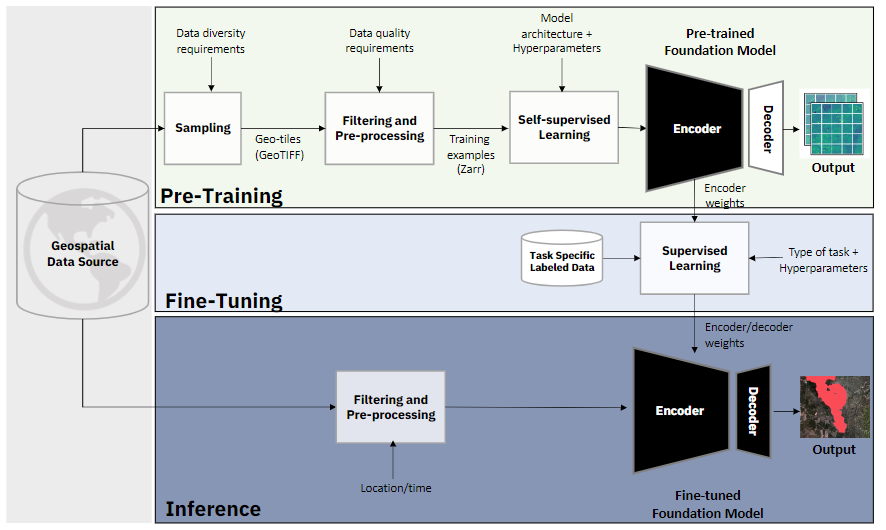 Data diversity
requirements
Data quality
requirements
Model
architecture +
Hyperparameters
Pre-trained
Foundation Model
Sampling
Geo-tiles
(GeoTIFF)
Filtering and
Pre-processing
Training
examples
(Zarr)
Self-supervised
Learning
Encoder
Decoder
Output
Pre-Training
Encoder
weights
Geospatial
Data Source
Task Specific
Labeled Data
Supervised
Learning
Type of task +
Hyperparameters
Fine-Tuning
Encoder/decoder
weights
Filtering and
Pre-processing
Encoder
Decoder
Output
Location/time
Fine-tuned
Foundation Model
Inference